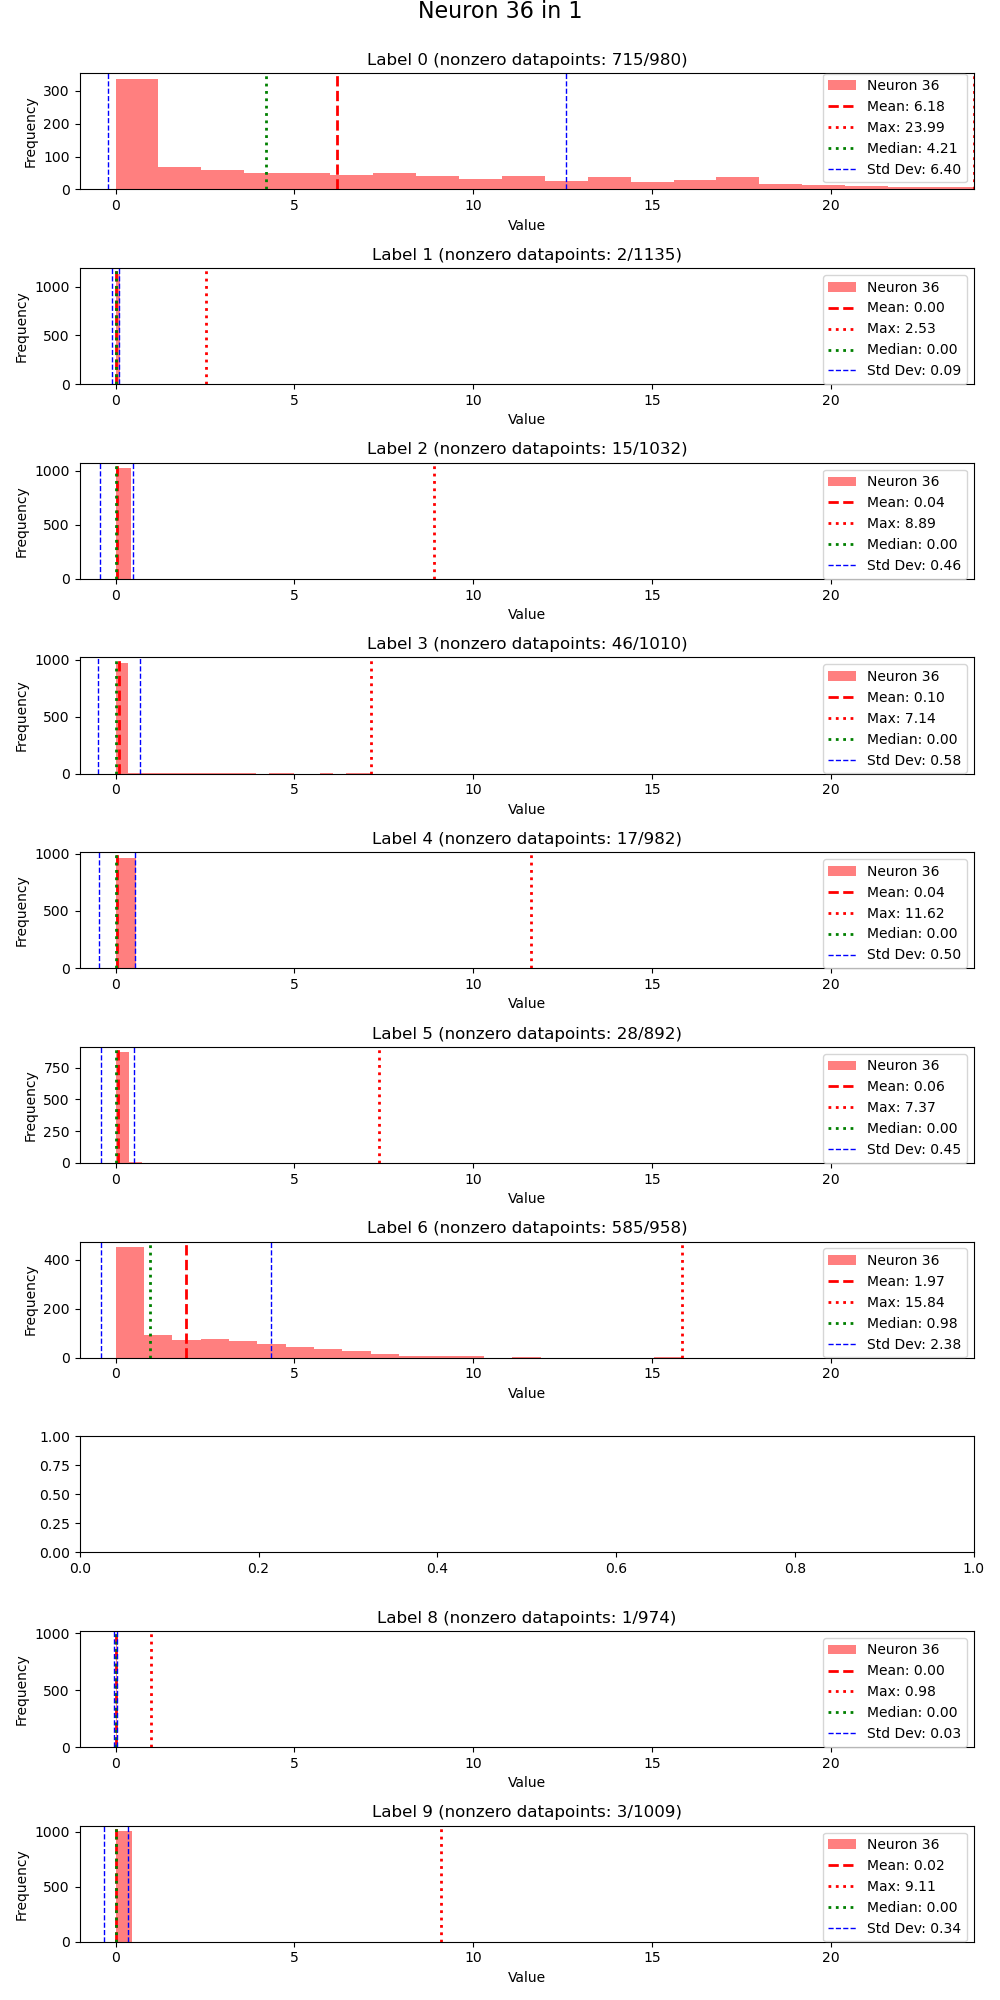 Neuron 36 in 1
Label 0 (nonzero datapoints: 715/980)
Frequency
300
200
100
0
Neuron 36
Mean: 6.18
Max: 23.99
Median: 4.21
Std Dev: 6.40
0 5 10 15 20
Value
Label 1 (nonzero datapoints: 2/1135)
Frequency
1000
500
0
Neuron 36
Mean: 0.00
Max: 2.53
Median: 0.00
Std Dev: 0.09
0 5 10 15 20
Value
Label 2 (nonzero datapoints: 15/1032)
Frequency
1000
500
0
Neuron 36
Mean: 0.04
Max: 8.89
Median: 0.00
Std Dev: 0.46
0 5 10 15 20
Value
Label 3 (nonzero datapoints: 46/1010)
Frequency
1000
500
0
Neuron 36
Mean: 0.10
Max: 7.14
Median: 0.00
Std Dev: 0.58
0 5 10 15 20
Value
Label 4 (nonzero datapoints: 17/982)
Frequency
1000
500
0
Neuron 36
Mean: 0.04
Max: 11.62
Median: 0.00
Std Dev: 0.50
0 5 10 15 20
Value
Label 5 (nonzero datapoints: 28/892)
Frequency
750
500
250
0
Neuron 36
Mean: 0.06
Max: 7.37
Median: 0.00
Std Dev: 0.45
0 5 10 15 20
Value
Label 6 (nonzero datapoints: 585/958)
Frequency
400
200
0
Neuron 36
Mean: 1.97
Max: 15.84
Median: 0.98
Std Dev: 2.38
0 5 10 15 20
Value
1.00
0.75
0.50
0.25
0.00
0.0 0.2 0.4 0.6 0.8 1.0
Label 8 (nonzero datapoints: 1/974)
Frequency
1000
500
0
Neuron 36
Mean: 0.00
Max: 0.98
Median: 0.00
Std Dev: 0.03
0 5 10 15 20
Value
Label 9 (nonzero datapoints: 3/1009)
Frequency
1000
500
0
Neuron 36
Mean: 0.02
Max: 9.11
Median: 0.00
Std Dev: 0.34
0 5 10 15 20
Value